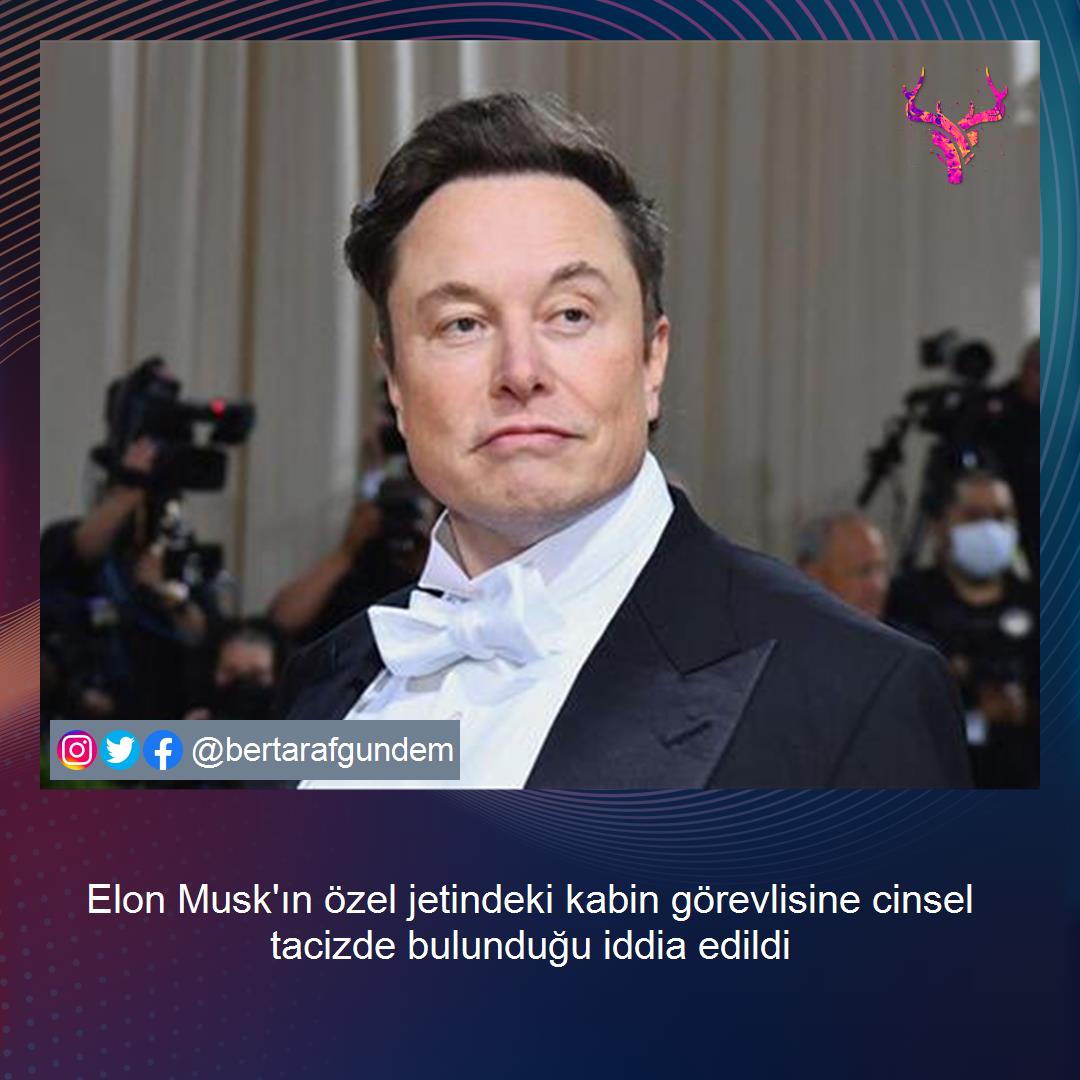 @bertarafgundem
Elon Musk'ın özel jetindeki kabin görevlisine cinsel
tacizde bulunduğu iddia edildi